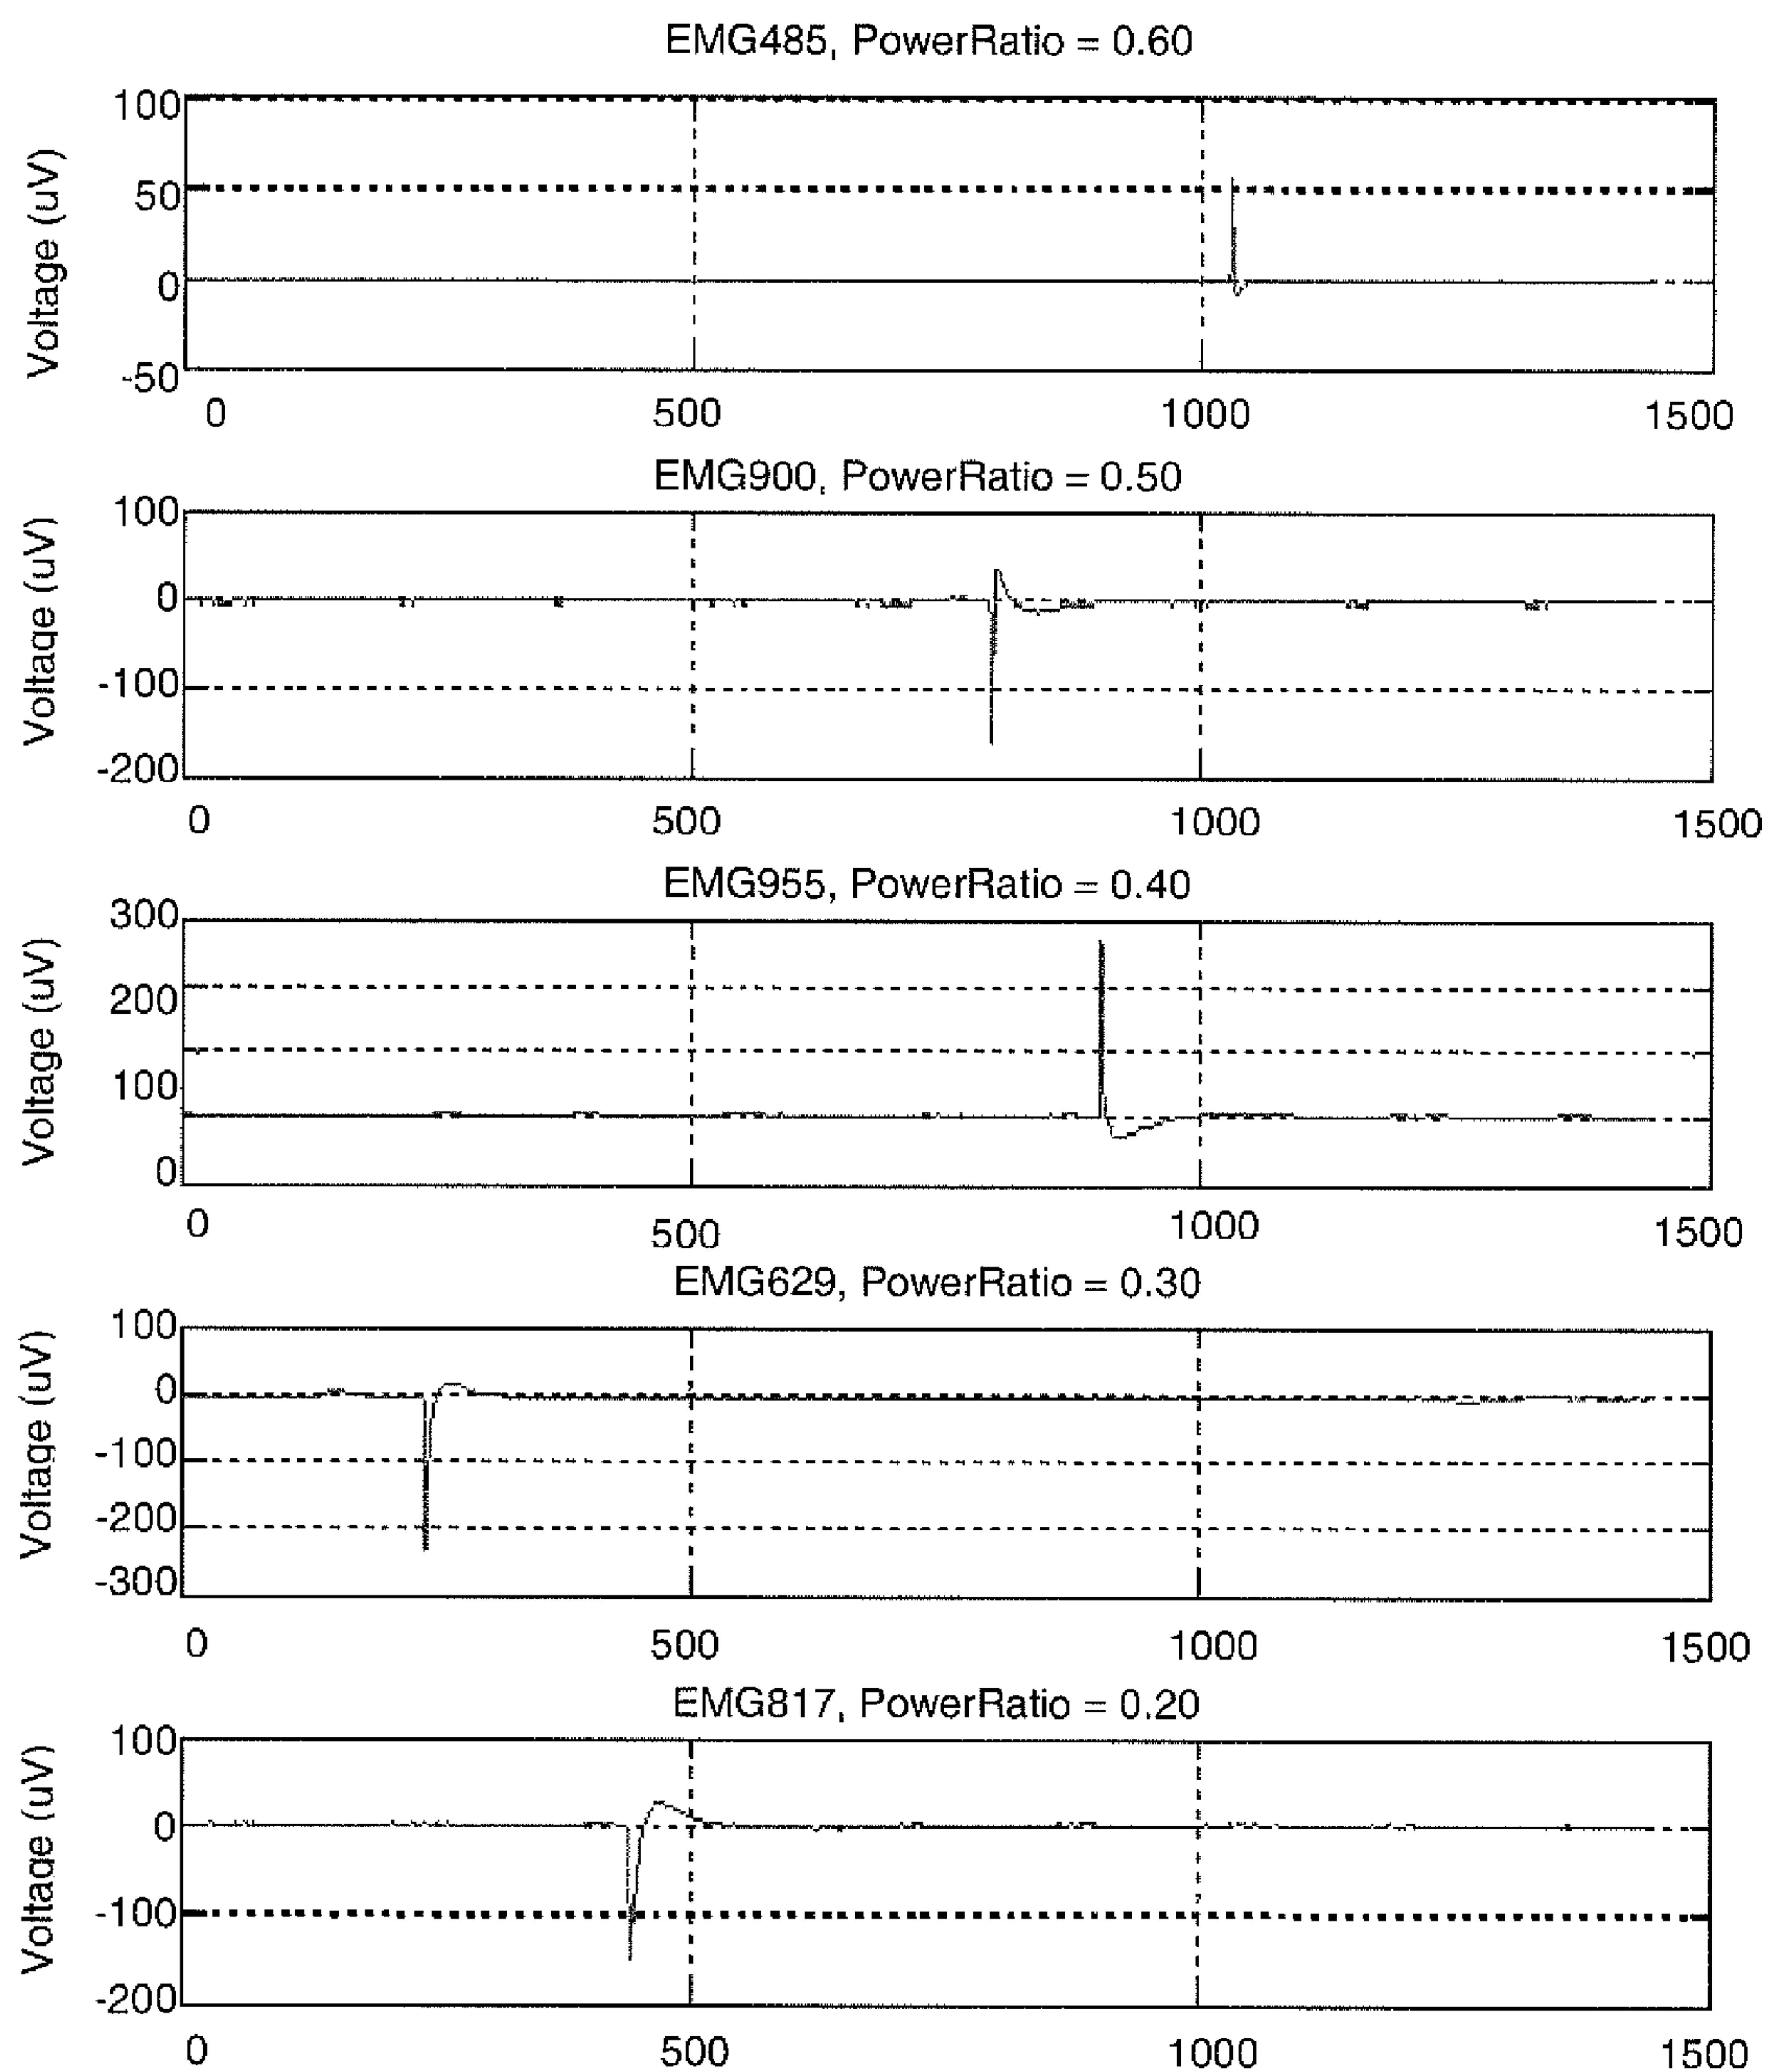 EMG485, PowerRatio = 0.60
Voltage (uV)
100
50
0
-50
0 500 1000 1500
EMG900, PowerRatio = 0.50
Voltage (uV)
100
0
-100
-200
0 500 1000 1500
EMG955, PowerRatio = 0.40
Voltage (uV)
300
200
100
0
0 500 1000 1500
EMG629, PowerRatio = 0.30
Voltage (uV)
100
0
-100
-200
-300
0 500 1000 1500
EMG817, PowerRatio = 0.20
Voltage (uV)
100
0
-100
-200
0 500 1000 1500